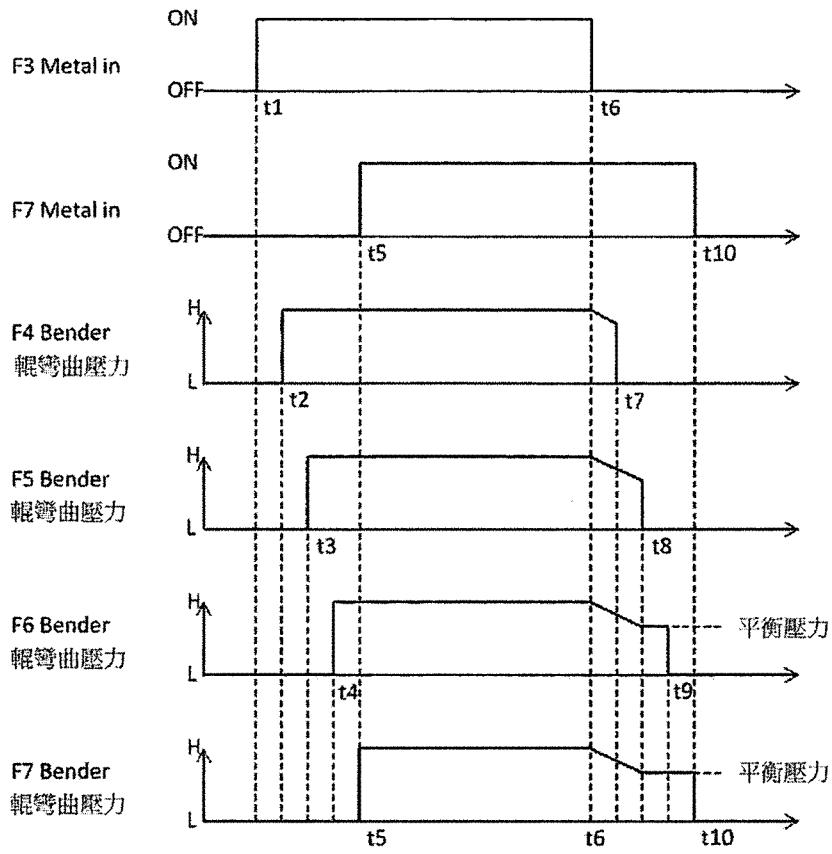 ON
F3 Metal in
OFF
t1
t6
ON
F7 Metal in
OFF
t5
t10
H
F4 Bender
輥彎曲壓力
L
t2
t7
H
F5 Bender
輥彎曲壓力
L
t3
t8
H
F6 Bender
輥彎曲壓力
平衡壓力
L
t4
t9
H
F7 Bender
輥彎曲壓力
平衡壓力
L
t5
t6
t10